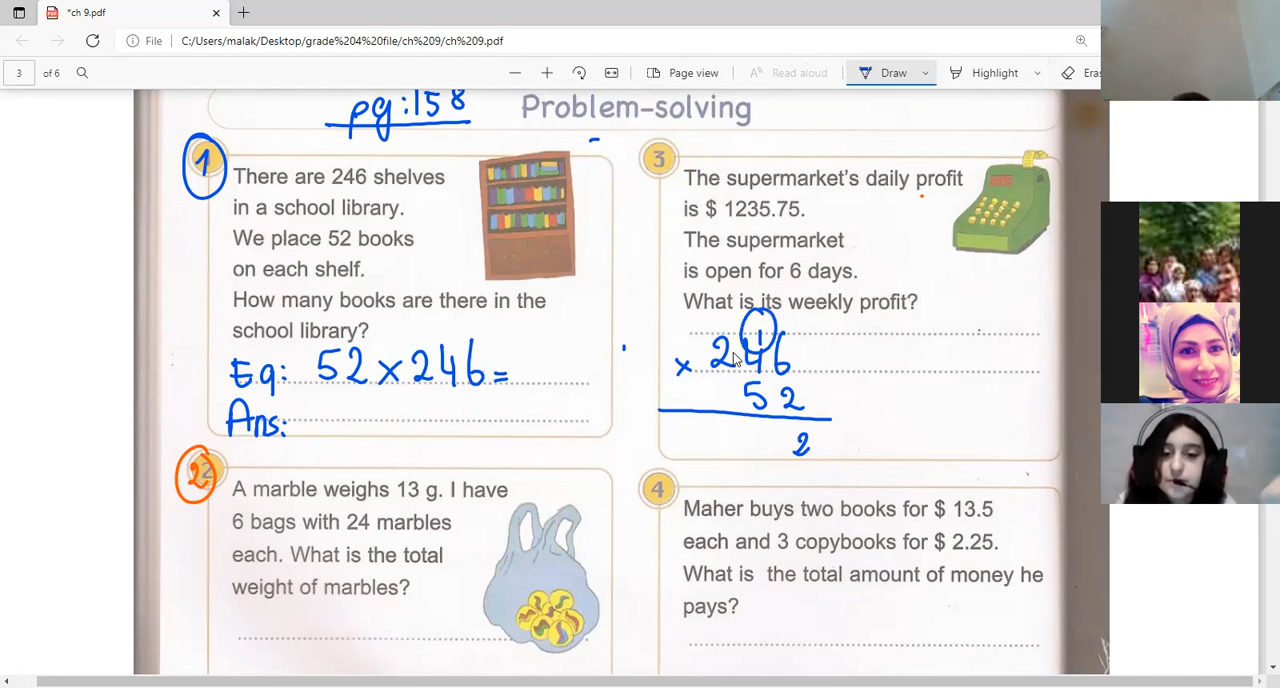 *ch 9.pdf
File
C:/Users/malak/Desktop/grade%204%20file/ch%209/ch%209.pdf
3
of 6
Page view
Read aloud
Draw
Highlight
Eras
pg:158
Problem-solving
1
There are 246 shelves
in a school library.
We place 52 books
on each shelf.
How many books are there in the
school library?
Eq: 52×246=
Ans:
2
A marble weighs 13 g. I have
6 bags with 24 marbles
each. What is the total
weight of marbles?
3
The supermarket's daily profit
is $ 1235.75.
The supermarket
is open for 6 days.
What is its weekly profit?
1
× 246
52
2
4
Maher buys two books for $ 13.5
each and 3 copybooks for $ 2.25.
What is the total amount of money he
pays?